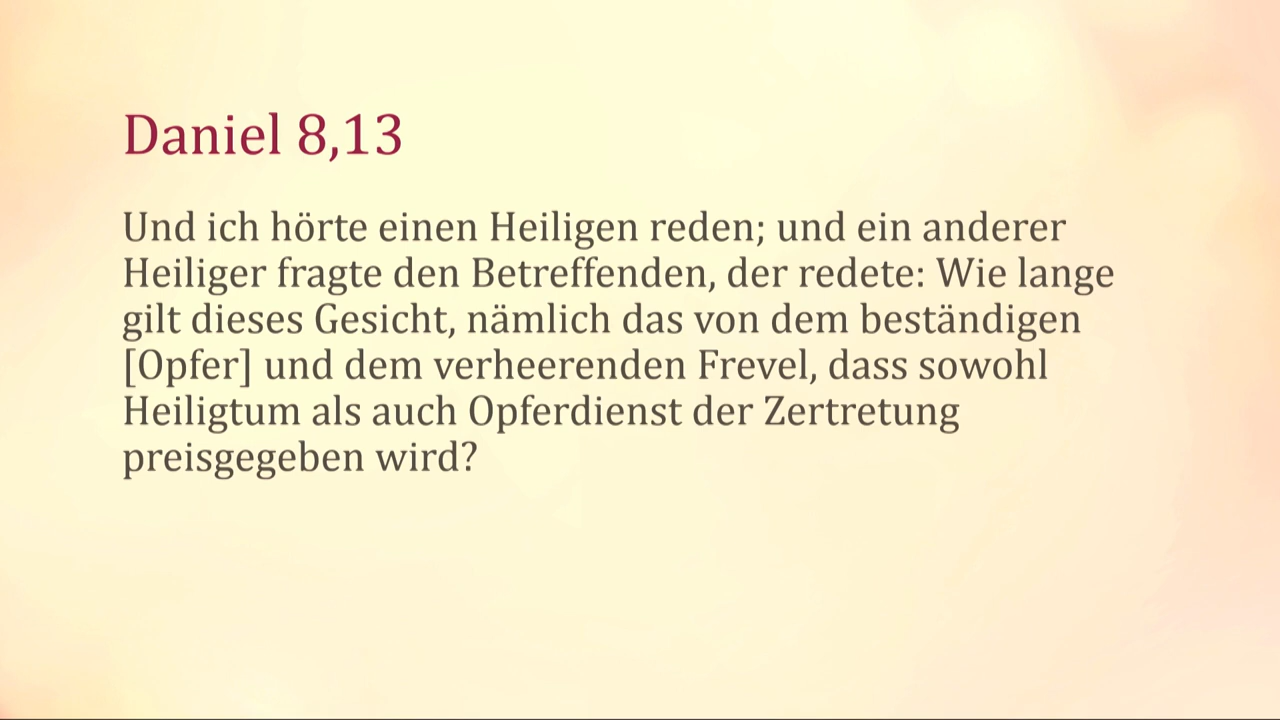 Daniel 8,13
Und ich hörte einen Heiligen reden; und ein anderer
Heiliger fragte den Betreffenden, der redete: Wie lange
gilt dieses Gesicht, nämlich das von dem beständigen
[Opfer] und dem verheerenden Frevel, dass sowohl
Heiligtum als auch Opferdienst der Zertretung
preisgegeben wird?